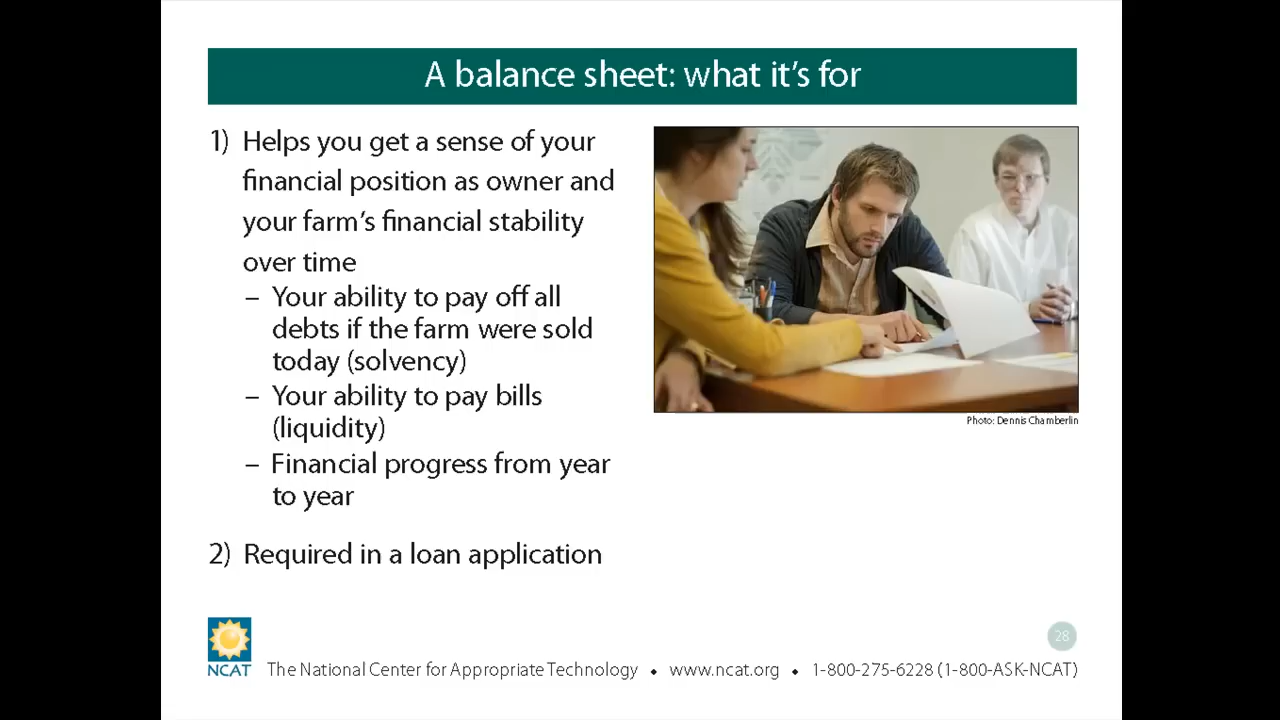 A balance sheet: what it's for
1) Helps you get a sense of your
financial position as owner and
your farm's financial stability
over time
– Your ability to pay off all
debts if the farm were sold
today (solvency)
– Your ability to pay bills
(liquidity)
– Financial progress from year
to year
2) Required in a loan application
Photo: Dennis Chamberlin
28
NCAT
The National Center for Appropriate Technology • www.ncat.org • 1-800-275-6228 (1-800-ASK-NCAT)